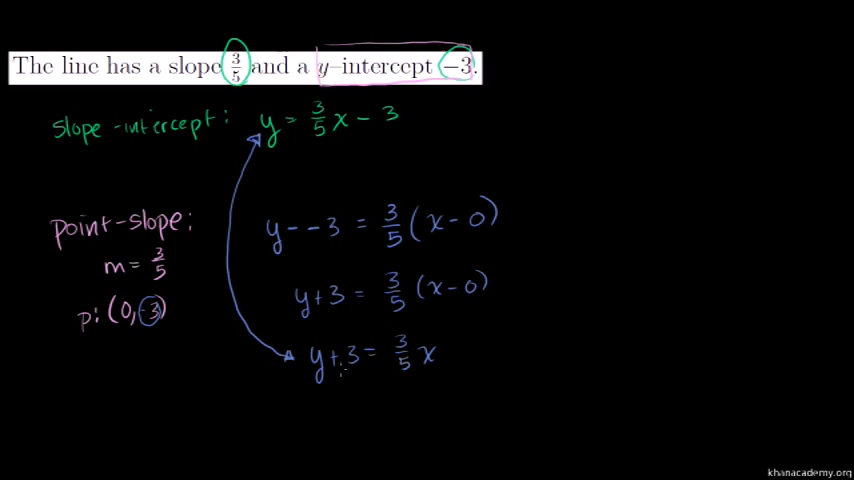 The line has a slope 3/5 and a y–intercept −3.
slope-intercept: y = 3/5 x - 3
point-slope: y - - 3 = 3/5 (x - 0)
m = 3/5
y + 3 = 3/5 (x - 0)
p: (0, -3)
y + 3 = 3/5 x
khanacademy.org